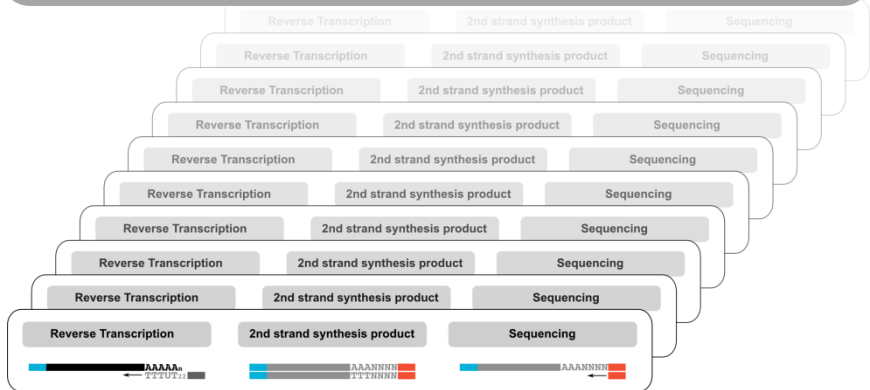 Reverse Transcription 2nd strand synthesis product Sequencing
Reverse Transcription 2nd strand synthesis product Sequencing
Reverse Transcription 2nd strand synthesis product Sequencing
Reverse Transcription 2nd strand synthesis product Sequencing
Reverse Transcription 2nd strand synthesis product Sequencing
Reverse Transcription 2nd strand synthesis product Sequencing
Reverse Transcription 2nd strand synthesis product Sequencing
Reverse Transcription 2nd strand synthesis product Sequencing
Reverse Transcription 2nd strand synthesis product Sequencing
Reverse Transcription 2nd strand synthesis product Sequencing
AAAAAn AAANNNN AAANNNN
TTTUT22 TTTNNNN